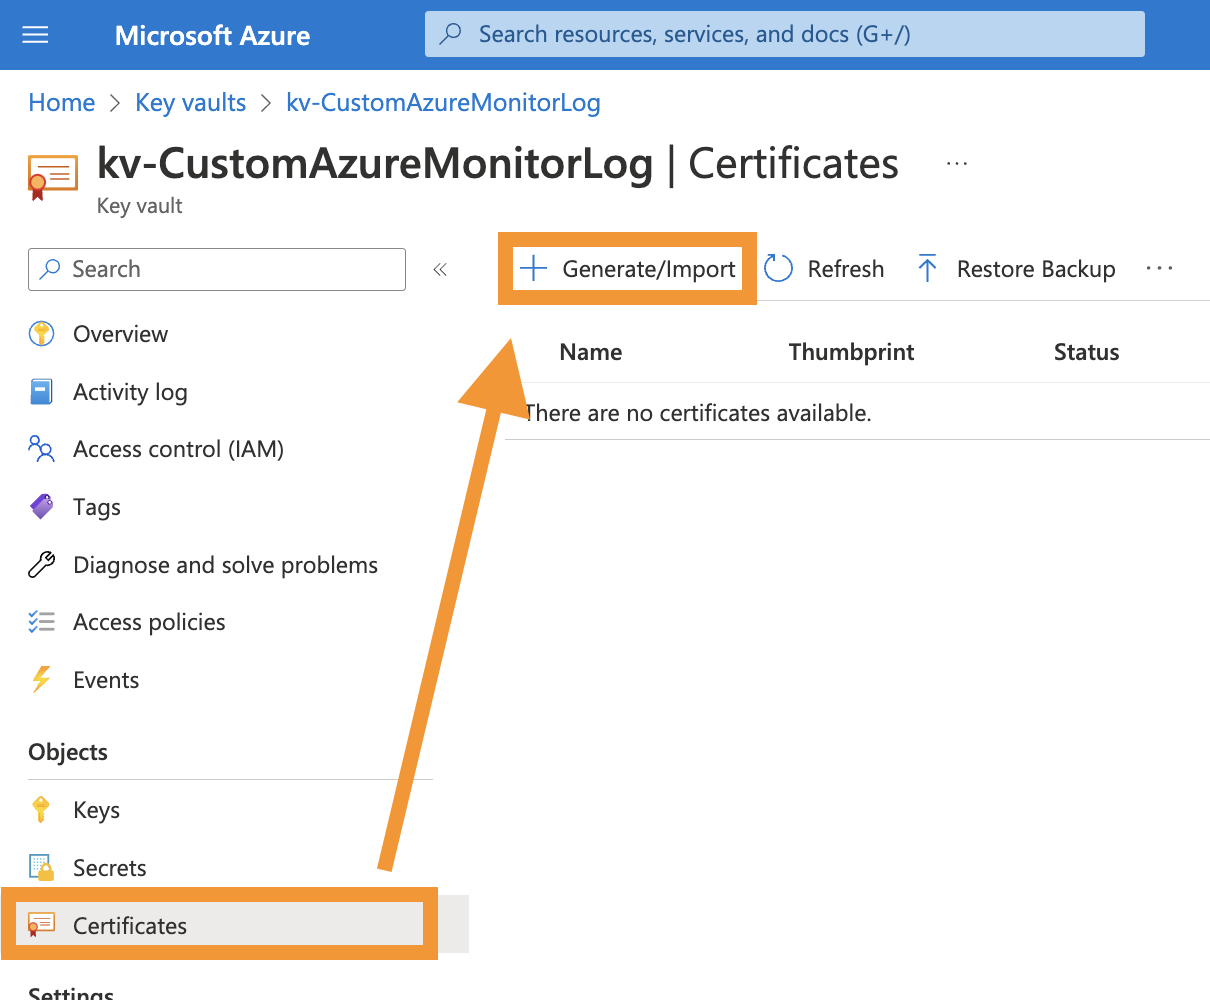 Microsoft Azure
Search resources, services, and docs (G+/)
Home > Key vaults > kv-CustomAzureMonitorLog
kv-CustomAzureMonitorLog | Certificates ...
Key vault
Search «
+ Generate/Import Refresh Restore Backup ...
Overview
Activity log
Access control (IAM)
Tags
Diagnose and solve problems
Access policies
Events
Objects
Keys
Secrets
Certificates
Settings
Name Thumbprint Status
There are no certificates available.